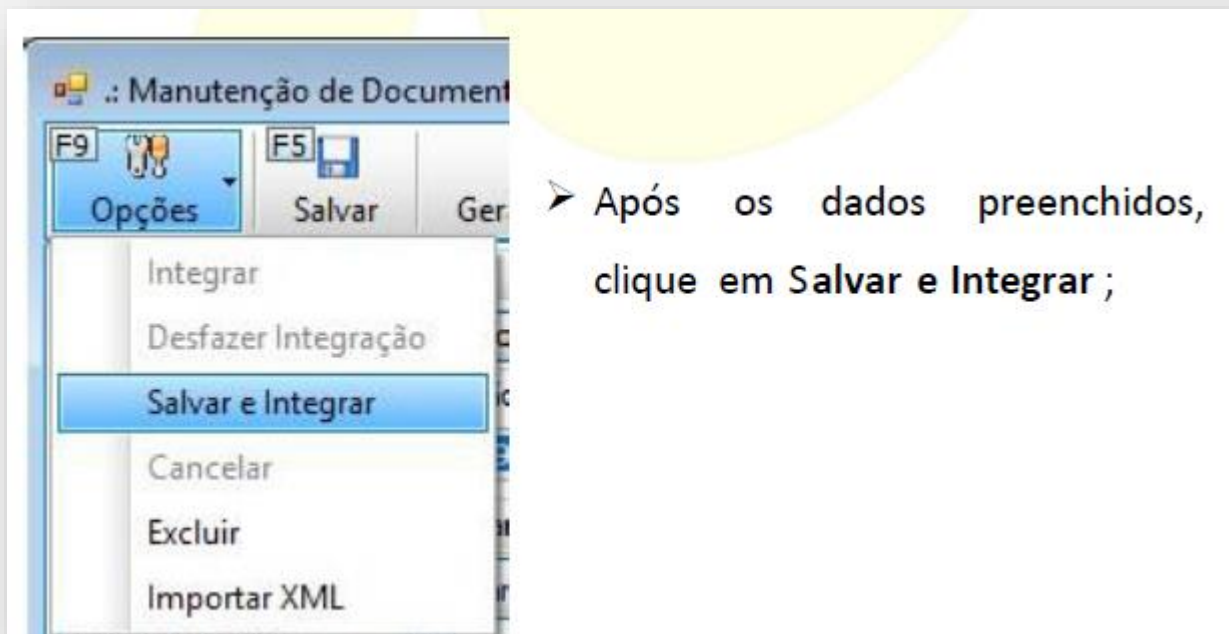 .: Manutenção de Document
F9
F5
Opções
Salvar
Ger
Integrar
Desfazer Integração
Salvar e Integrar
Cancelar
Excluir
Importar XML
➤ Após os dados preenchidos,
clique em Salvar e Integrar ;